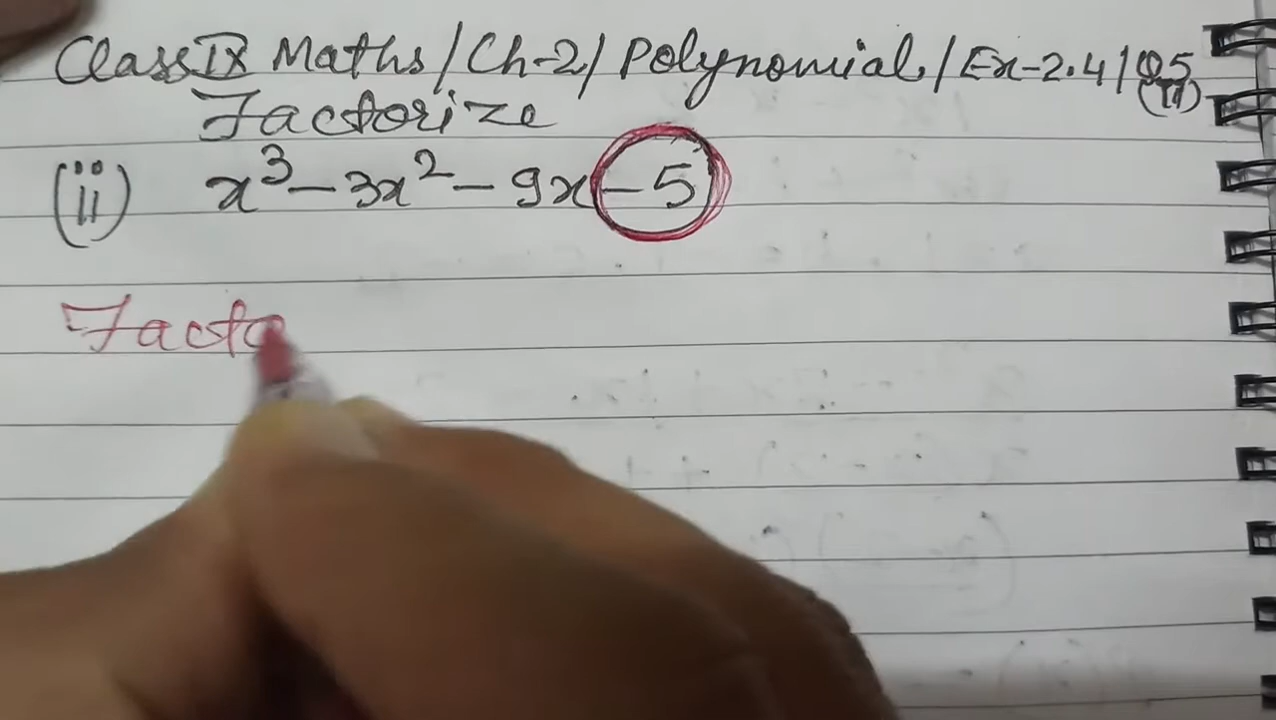 Class IX Maths/Ch-2/Polynomial/Ex-2.4/Q5
Factorize (ii)
(ii) x³-3x²-9x-5
Facto